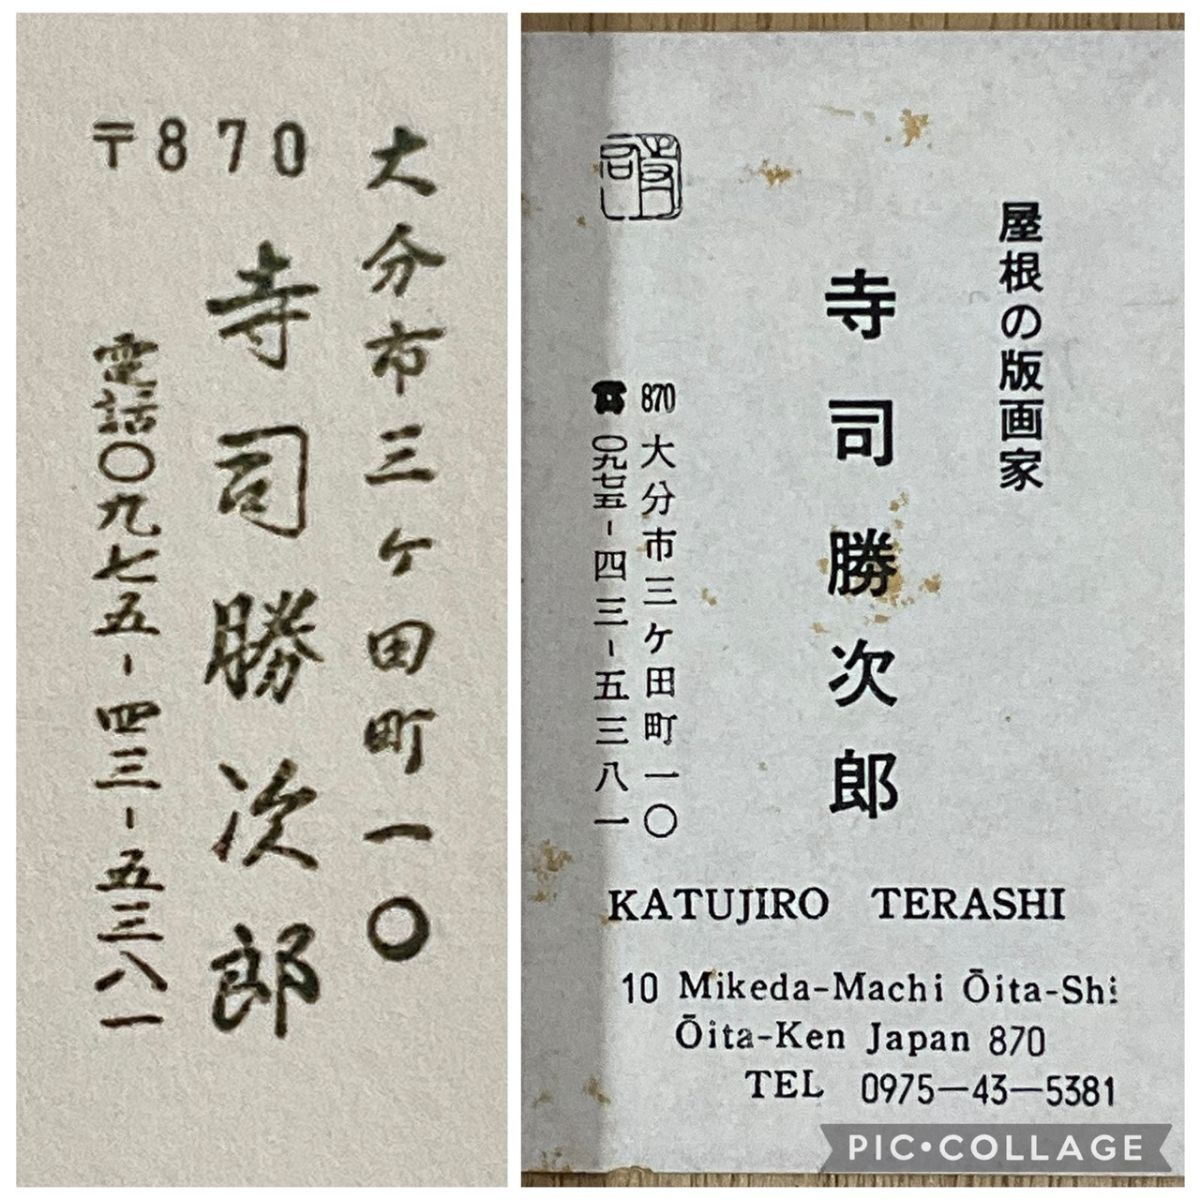 〒870
大分市三ヶ田町一〇
寺司勝次郎
電話〇九七五-四三-五三八一
屋根の版画家
寺司勝次郎
870 大分市三ケ田町一〇
☎〇九七五-四三-五三八一
KATUJIRO TERASHI
10 Mikeda-Machi Ōita-Shi
Ōita-Ken Japan 870
TEL 0975—43—5381
PIC•COLLAGE